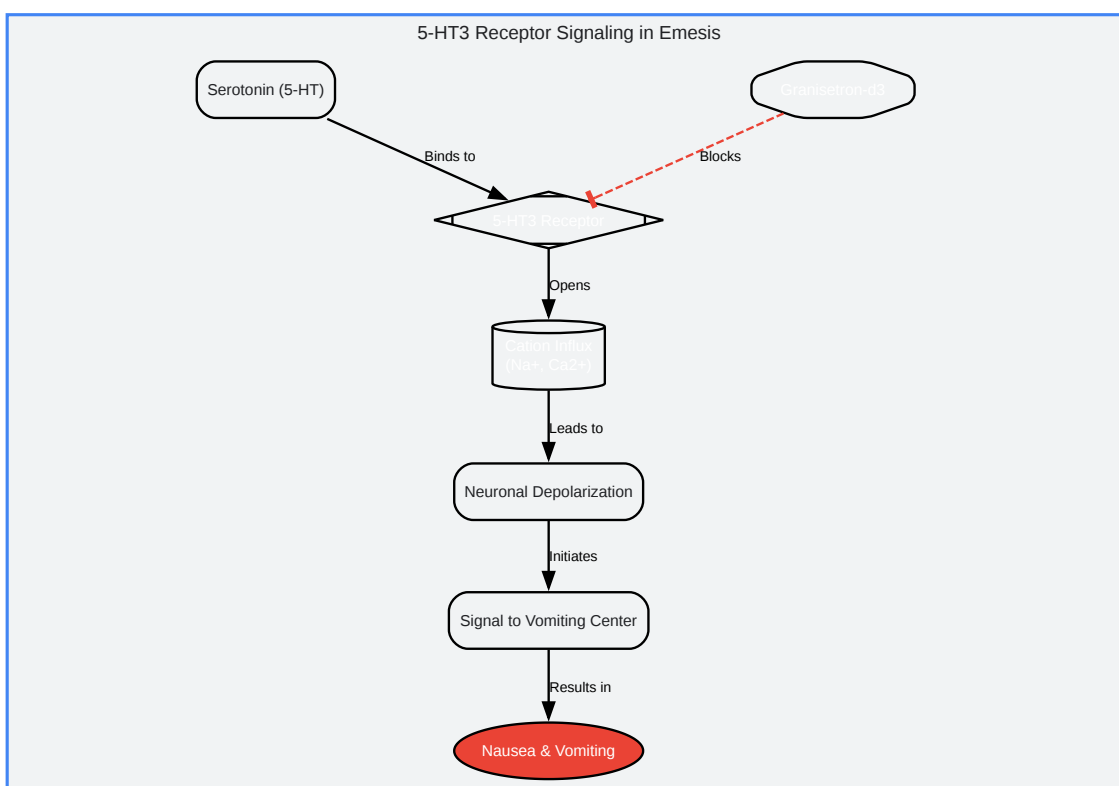 5-HT3 Receptor Signaling in Emesis
Serotonin (5-HT)
Granisetron-d3
Binds to
Blocks
5-HT3 Receptor
Opens
Cation Influx
(Na+, Ca2+)
Leads to
Neuronal Depolarization
Initiates
Signal to Vomiting Center
Results in
Nausea & Vomiting